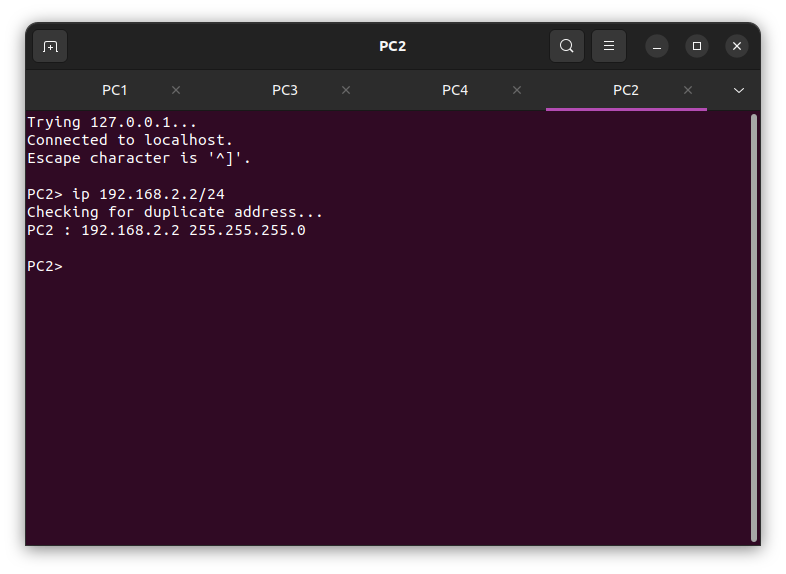 PC2
PC1 PC3 PC4 PC2
Trying 127.0.0.1...
Connected to localhost.
Escape character is '^]'.
PC2> ip 192.168.2.2/24
Checking for duplicate address...
PC2 : 192.168.2.2 255.255.255.0
PC2>